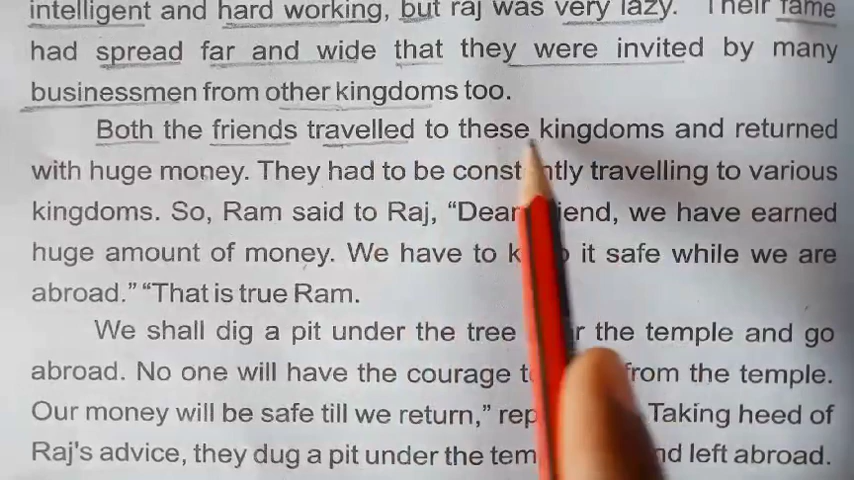 intelligent and hard working, but raj was very lazy. Their fame
had spread far and wide that they were invited by many
businessmen from other kingdoms too.
Both the friends travelled to these kingdoms and returned
with huge money. They had to be constantly travelling to various
kingdoms. So, Ram said to Raj, “Dear friend, we have earned
huge amount of money. We have to keep it safe while we are
abroad.” “That is true Ram.
We shall dig a pit under the tree the temple and go
abroad. No one will have the courage from the temple.
Our money will be safe till we return,” Taking heed of
Raj's advice, they dug a pit under the and left abroad.